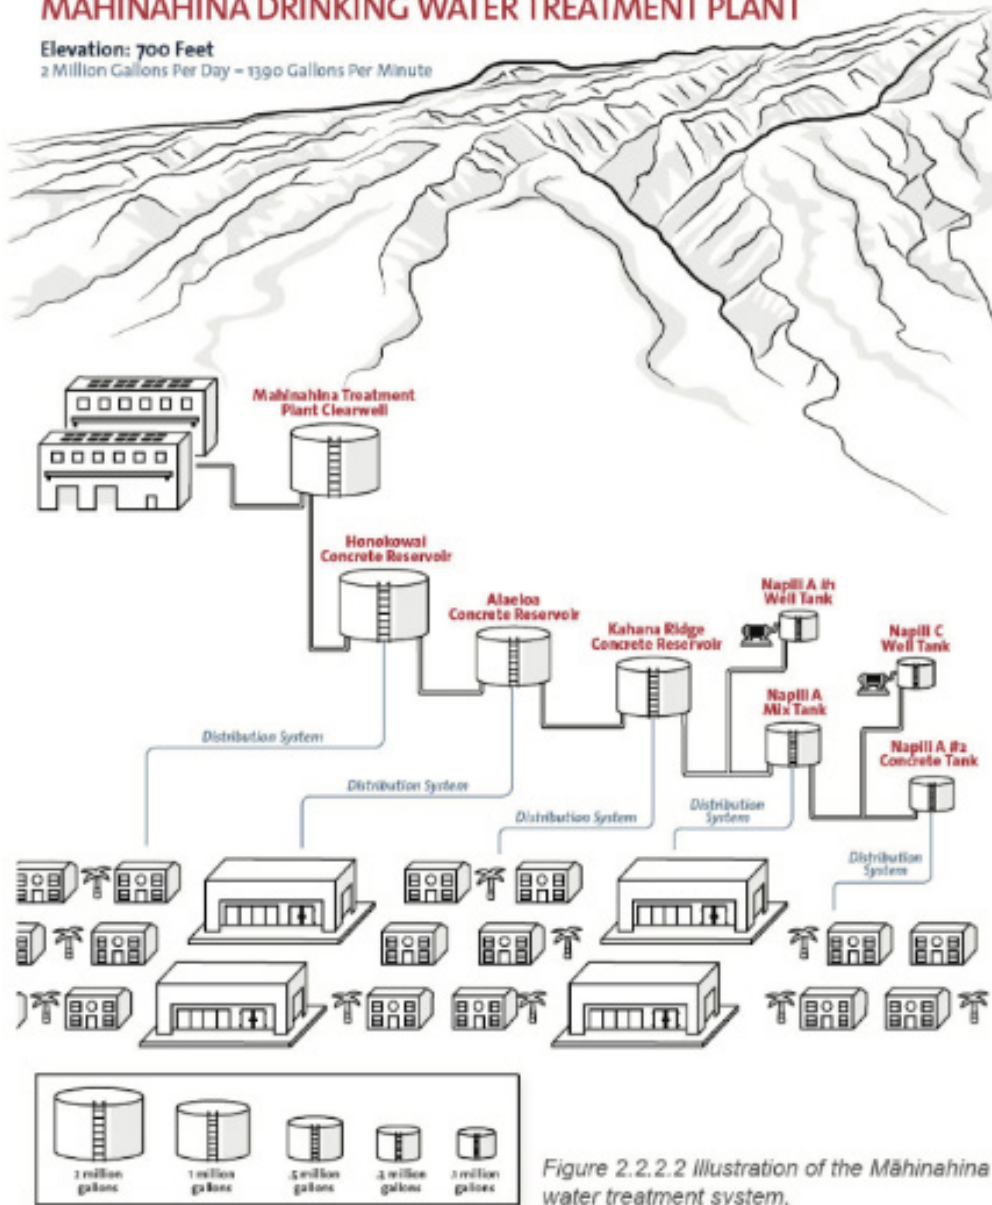 MAHINAHINA DRINKING WATER TREATMENT PLANT
Elevation: 700 Feet
2 Million Gallons Per Day = 1390 Gallons Per Minute
Mahinahina Treatment
Plant Clearwell
Honokowai
Concrete Reservoir
Alaeloa
Concrete Reservoir
Kahana Ridge
Concrete Reservoir
Napili A #1
Well Tank
Napili C
Well Tank
Napili A
Mix Tank
Napili A #2
Concrete Tank
Distribution System
Distribution System
Distribution System
Distribution
System
Distribution
System
million
gallons
1 million
gallons
.5 million
gallons
million
gallons
million
gallons
Figure 2.2.2.2 Illustration of the Māhinahina
water treatment system.